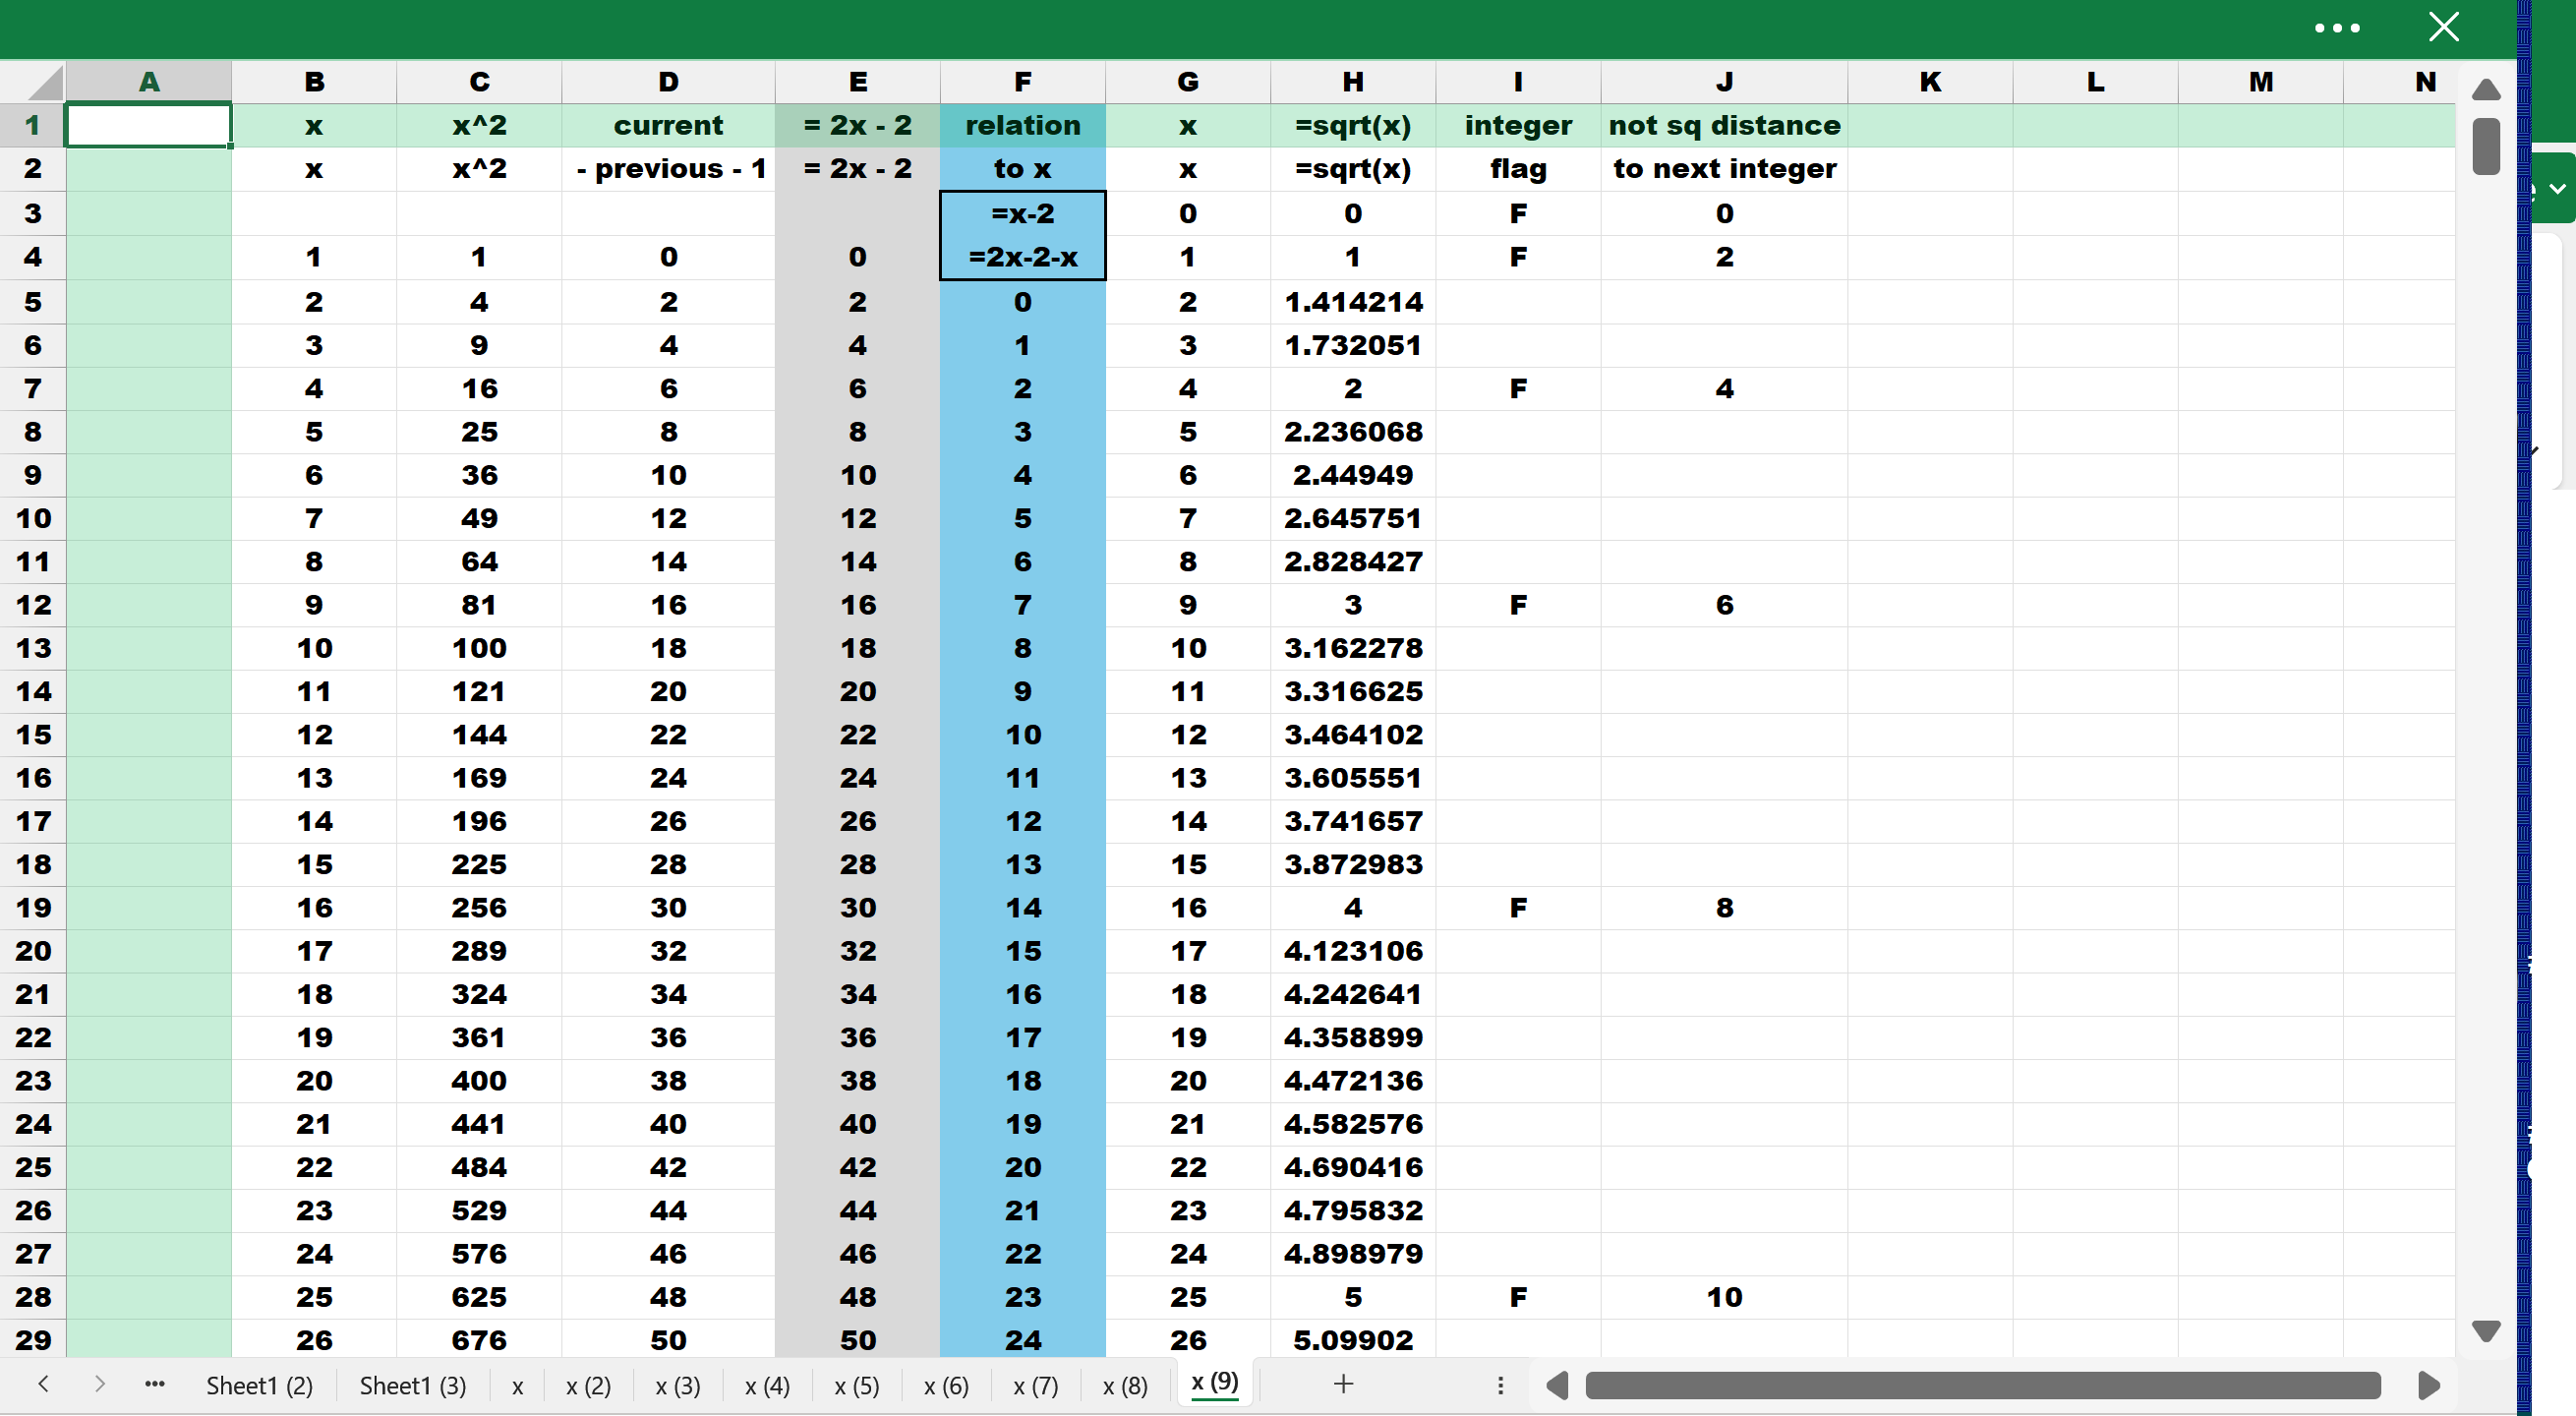 A B C D E F G H I J K L M N
1 x x^2 current = 2x - 2 relation x =sqrt(x) integer not sq distance
2 x x^2 - previous - 1 = 2x - 2 to x x =sqrt(x) flag to next integer
3 =x-2 0 0 F 0
4 1 1 0 0 =2x-2-x 1 1 F 2
5 2 4 2 2 0 2 1.414214
6 3 9 4 4 1 3 1.732051
7 4 16 6 6 2 4 2 F 4
8 5 25 8 8 3 5 2.236068
9 6 36 10 10 4 6 2.44949
10 7 49 12 12 5 7 2.645751
11 8 64 14 14 6 8 2.828427
12 9 81 16 16 7 9 3 F 6
13 10 100 18 18 8 10 3.162278
14 11 121 20 20 9 11 3.316625
15 12 144 22 22 10 12 3.464102
16 13 169 24 24 11 13 3.605551
17 14 196 26 26 12 14 3.741657
18 15 225 28 28 13 15 3.872983
19 16 256 30 30 14 16 4 F 8
20 17 289 32 32 15 17 4.123106
21 18 324 34 34 16 18 4.242641
22 19 361 36 36 17 19 4.358899
23 20 400 38 38 18 20 4.472136
24 21 441 40 40 19 21 4.582576
25 22 484 42 42 20 22 4.690416
26 23 529 44 44 21 23 4.795832
27 24 576 46 46 22 24 4.898979
28 25 625 48 48 23 25 5 F 10
29 26 676 50 50 24 26 5.09902
Sheet1 (2) Sheet1 (3) x x (2) x (3) x (4) x (5) x (6) x (7) x (8) x (9)